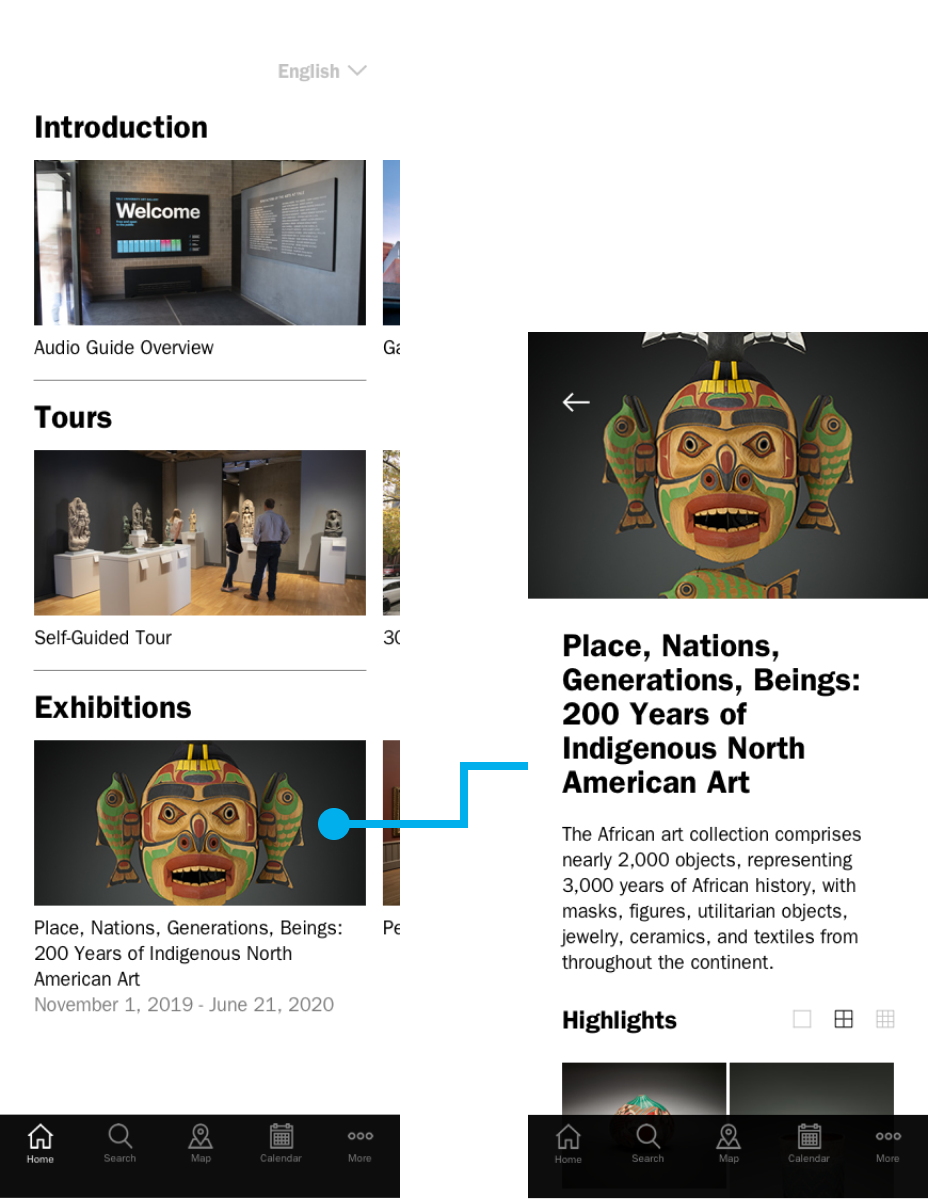 English
Introduction
Welcome
Audio Guide Overview
Ga
Tours
Self-Guided Tour
30
Exhibitions
Place, Nations, Generations, Beings:
200 Years of Indigenous North
American Art
November 1, 2019 - June 21, 2020
Pe
Home
Search
Map
Calendar
More
Place, Nations,
Generations, Beings:
200 Years of
Indigenous North
American Art
The African art collection comprises
nearly 2,000 objects, representing
3,000 years of African history, with
masks, figures, utilitarian objects,
jewelry, ceramics, and textiles from
throughout the continent.
Highlights
Home
Search
Map
Calendar
More